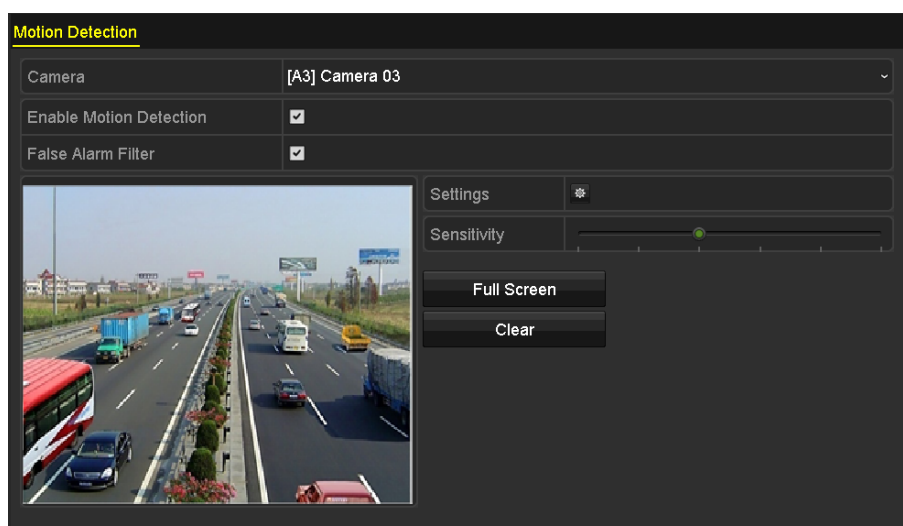 Motion Detection
Camera [A3] Camera 03
Enable Motion Detection
False Alarm Filter
Settings
Sensitivity
Full Screen
Clear